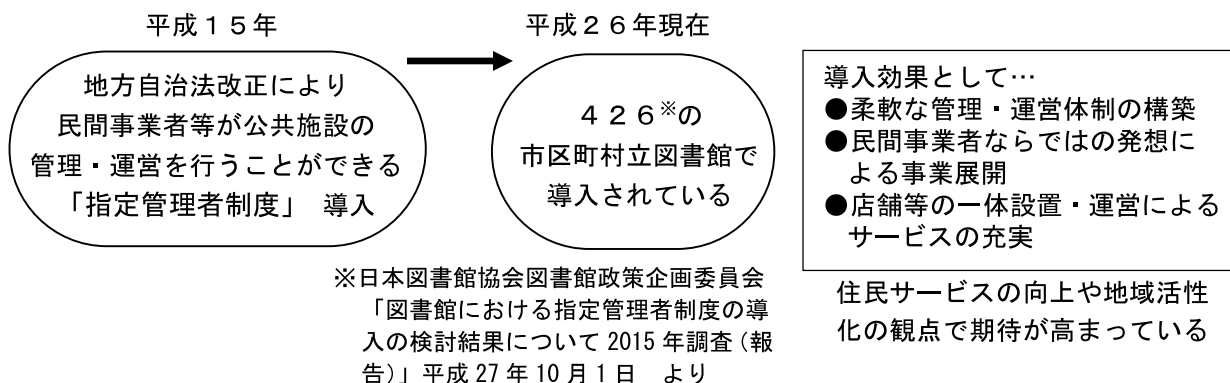 平成１５年
地方自治法改正により
民間事業者等が公共施設の
管理・運営を行うことができる
「指定管理者制度」 導入
平成２６年現在
４２６※の
市区町村立図書館で
導入されている
※日本図書館協会図書館政策企画委員会
「図書館における指定管理者制度の導
入の検討結果について 2015 年調査（報
告）」平成 27 年 10 月 1 日 より
導入効果として…
●柔軟な管理・運営体制の構築
●民間事業者ならではの発想に
よる事業展開
●店舗等の一体設置・運営による
サービスの充実
住民サービスの向上や地域活性
化の観点で期待が高まっている